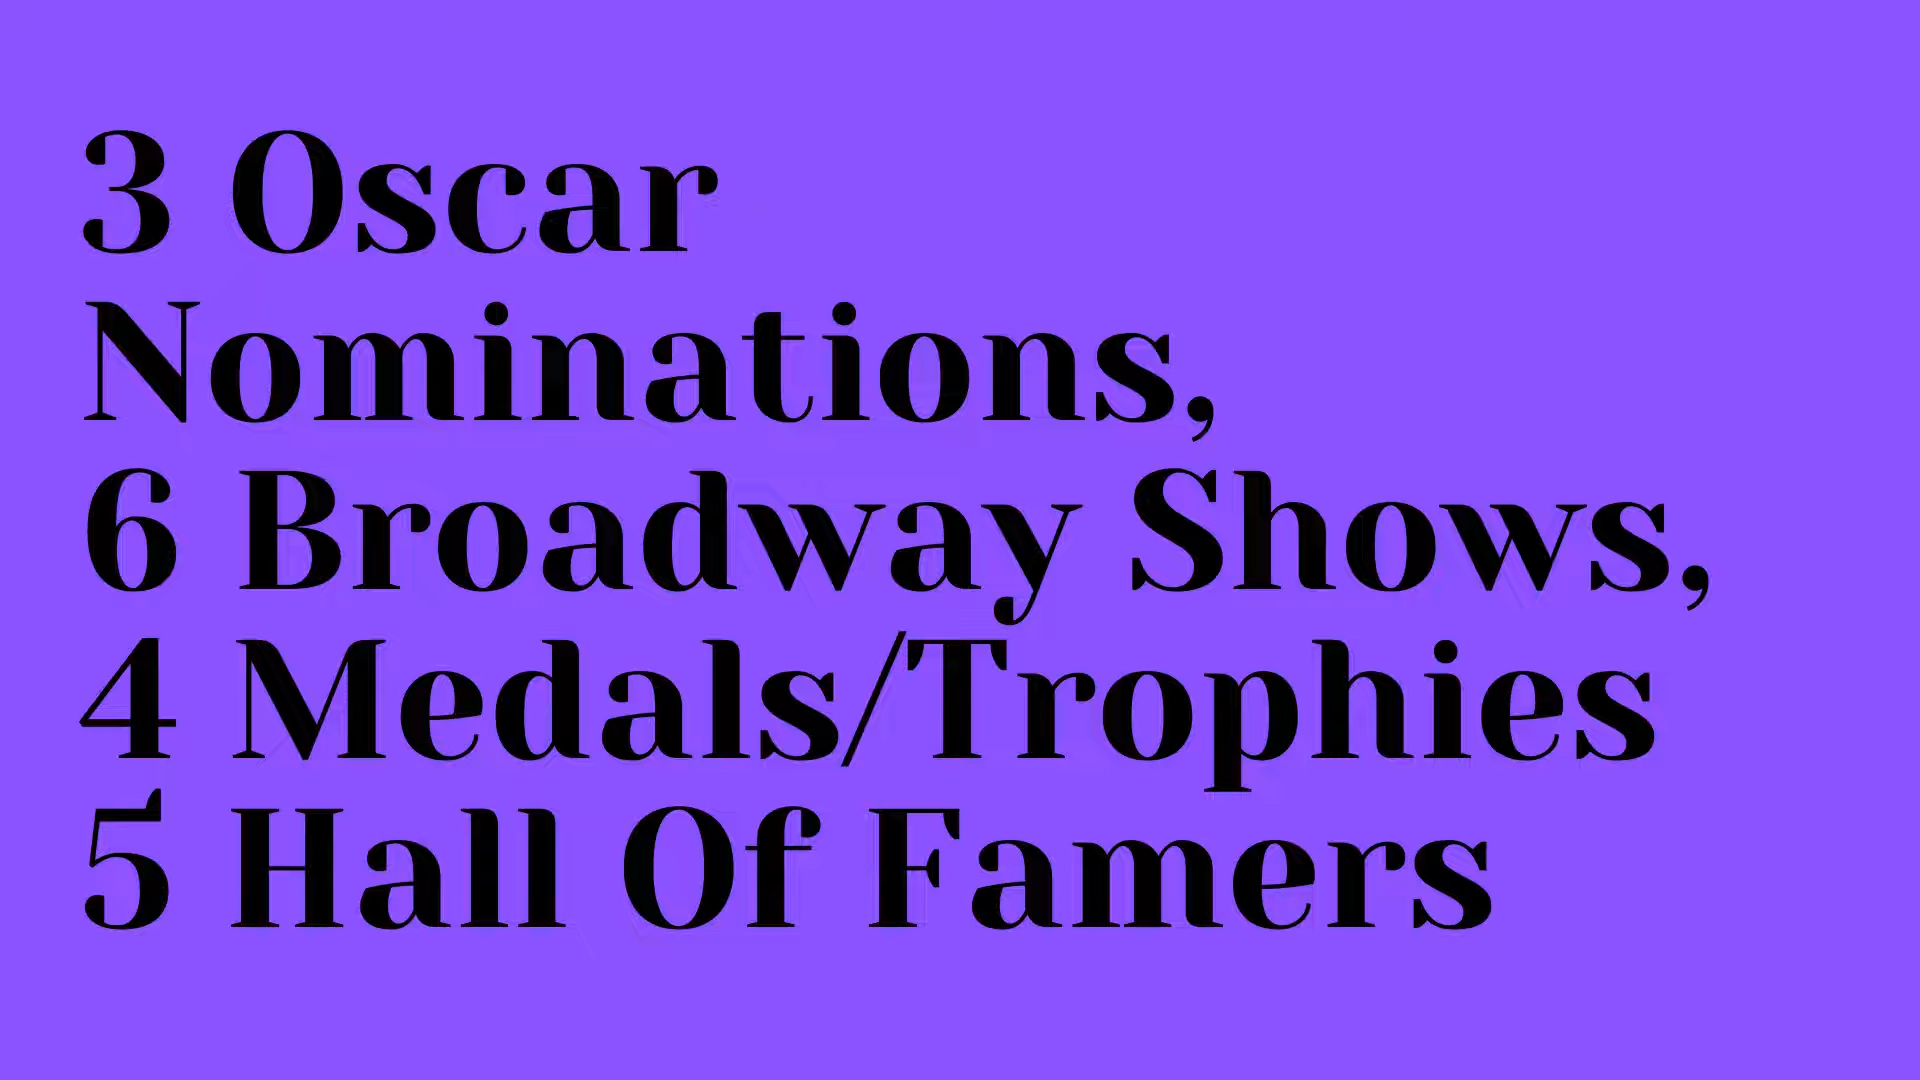 3 Oscar
Nominations,
6 Broadway Shows,
4 Medals/Trophies
5 Hall Of Famers